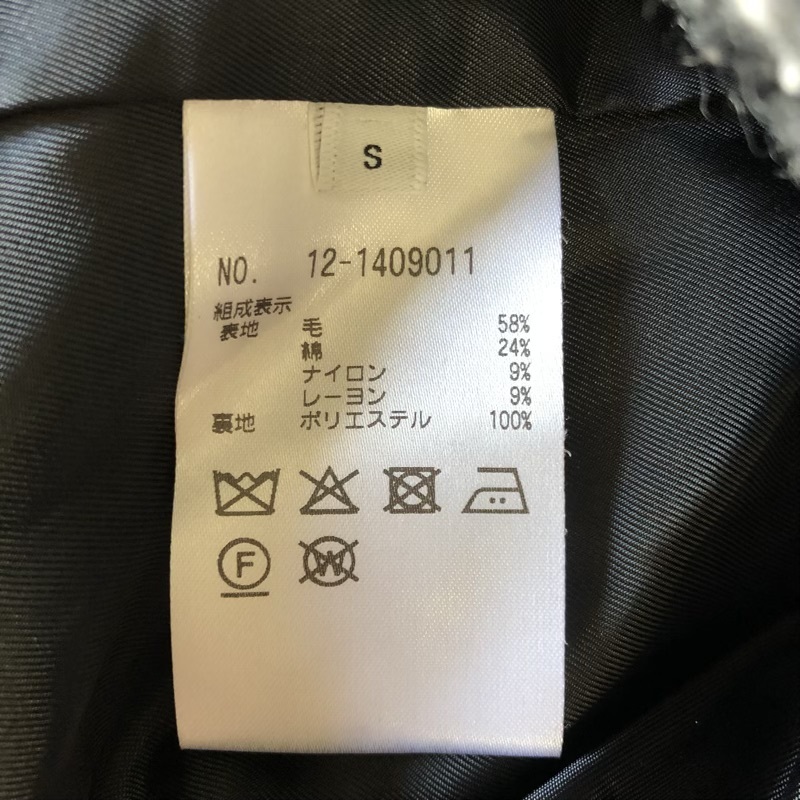 S
NO. 12-1409011
組成表示
表地 毛 58%
綿 24%
ナイロン 9%
レーヨン 9%
裏地 ポリエステル 100%
F W